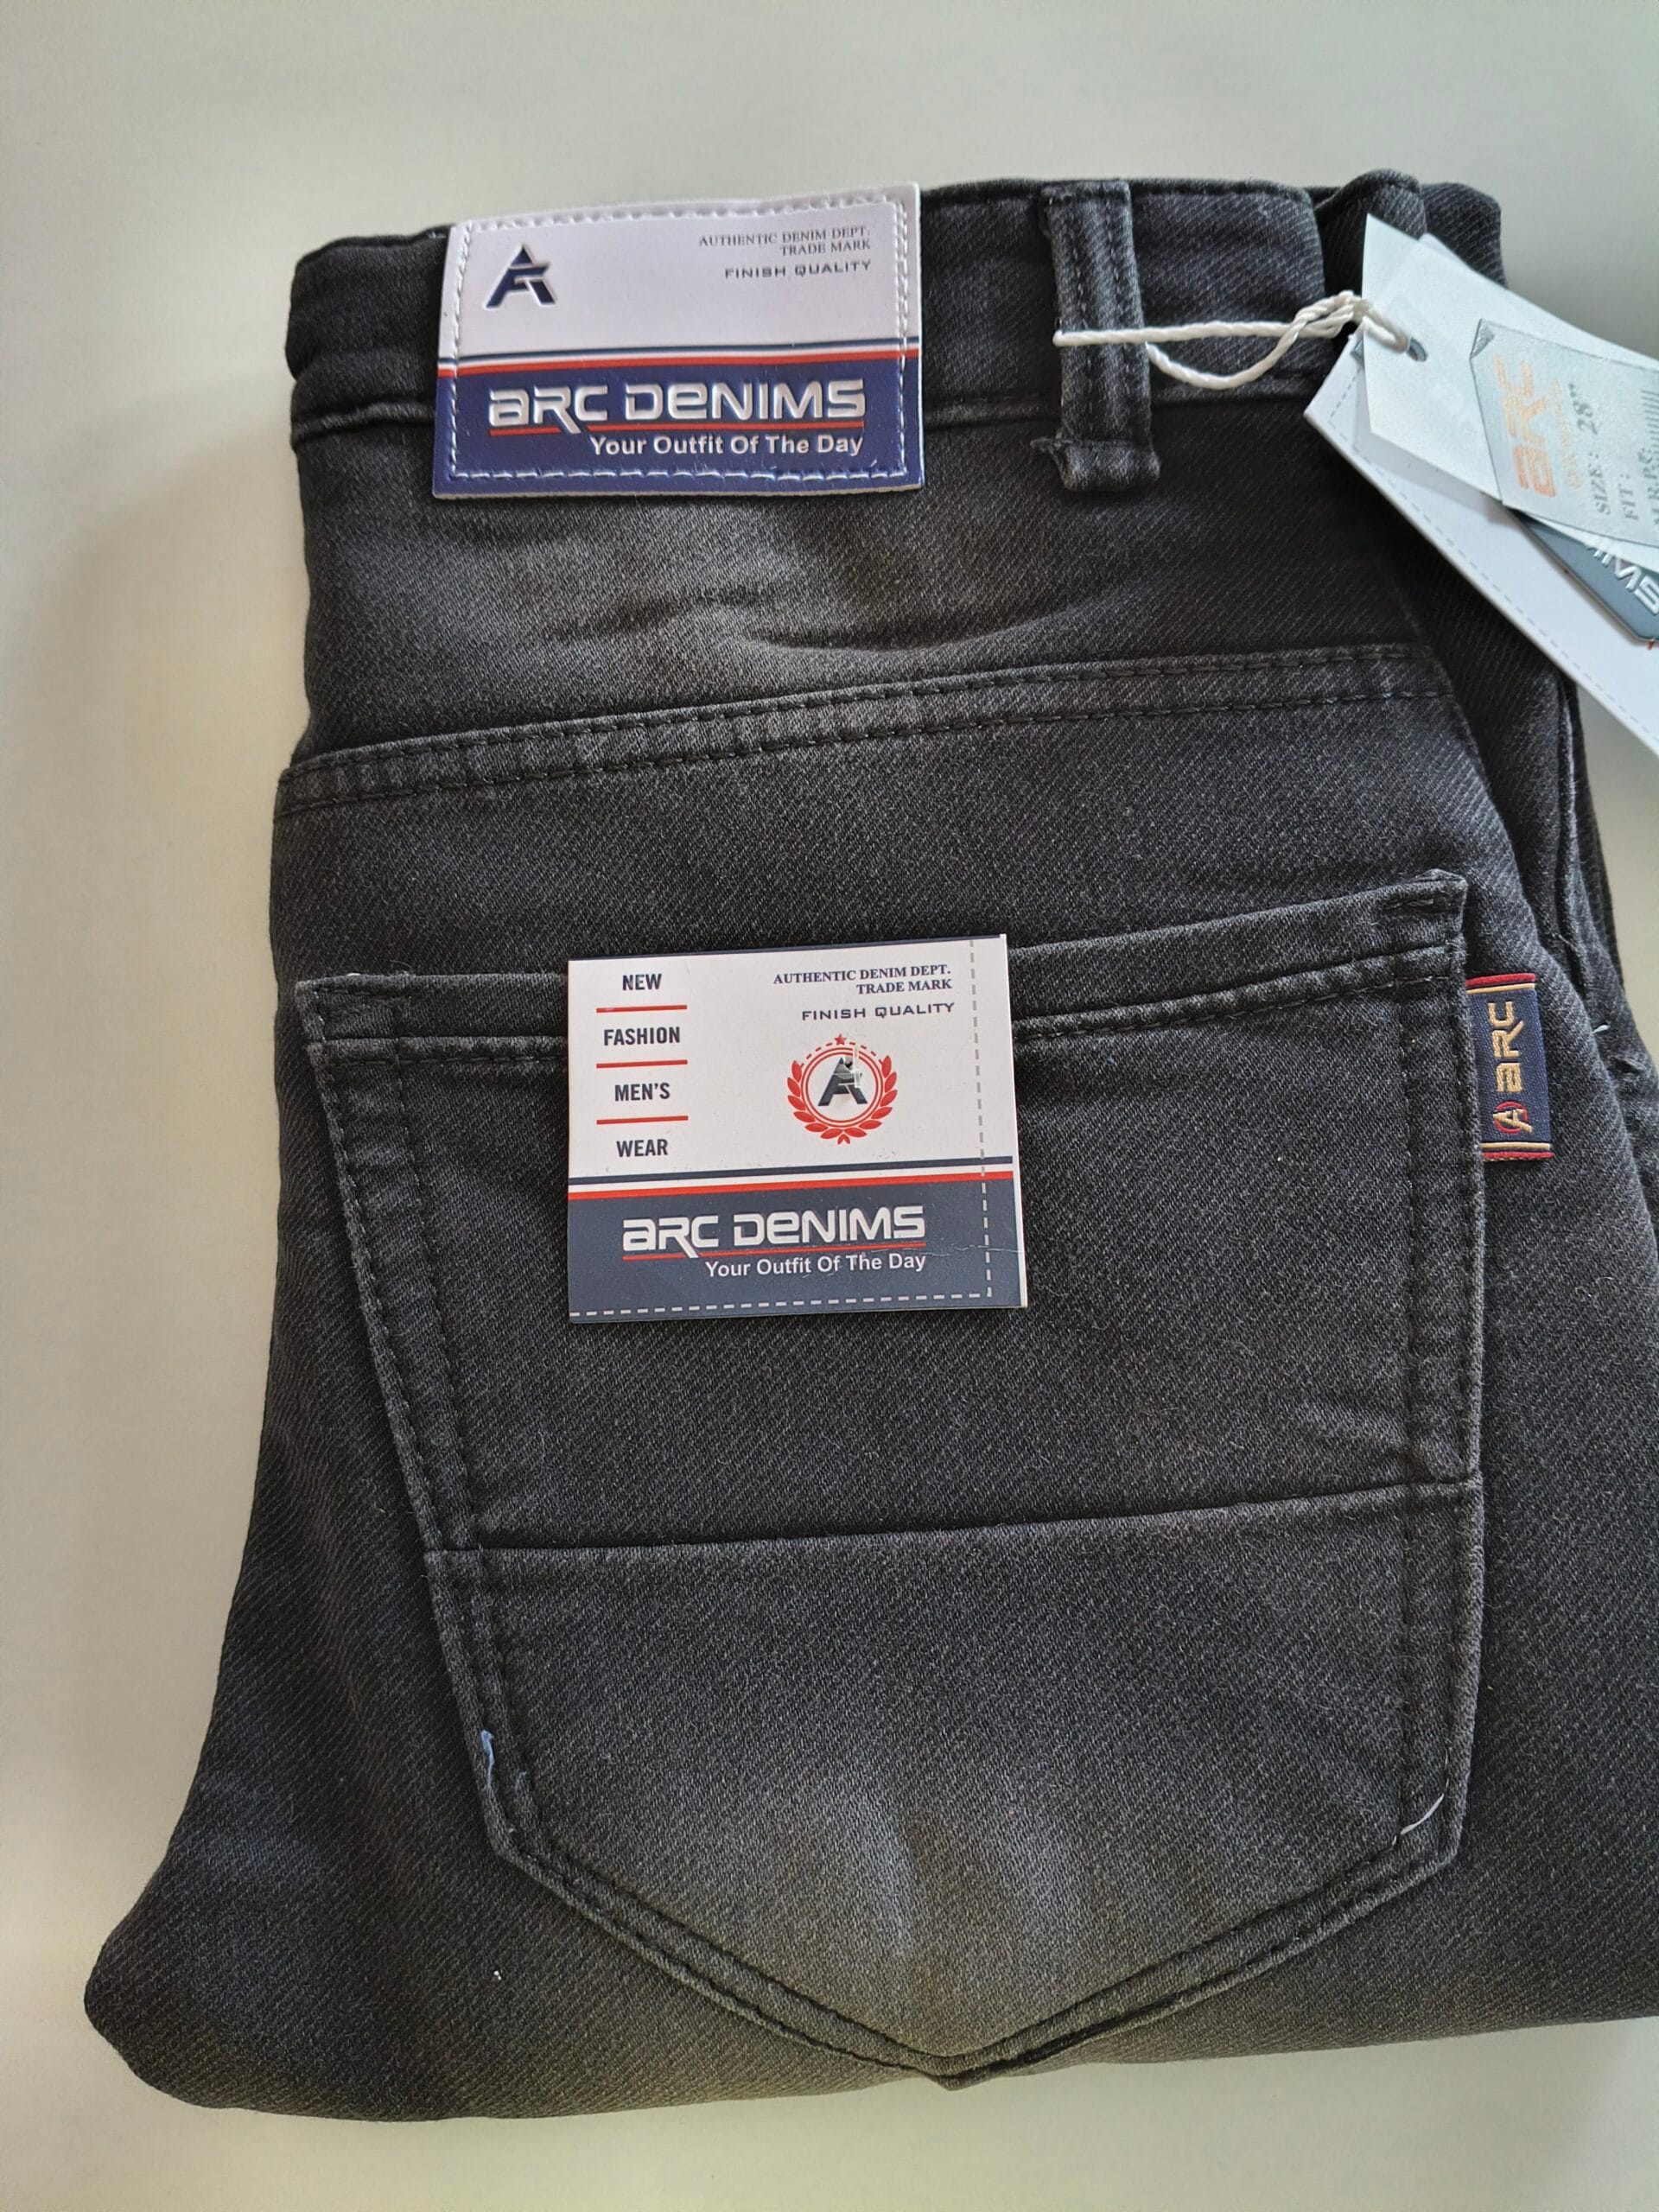 AUTHENTIC DENIM DEPT.
TRADE MARK
FINISH QUALITY
ARC DENIMS
Your Outfit Of The Day
ARC
SIZE: 28"
FIT:
NEW
FASHION
MEN'S
WEAR
AUTHENTIC DENIM DEPT.
TRADE MARK
FINISH QUALITY
A
ARC DENIMS
Your Outfit Of The Day
A ARC